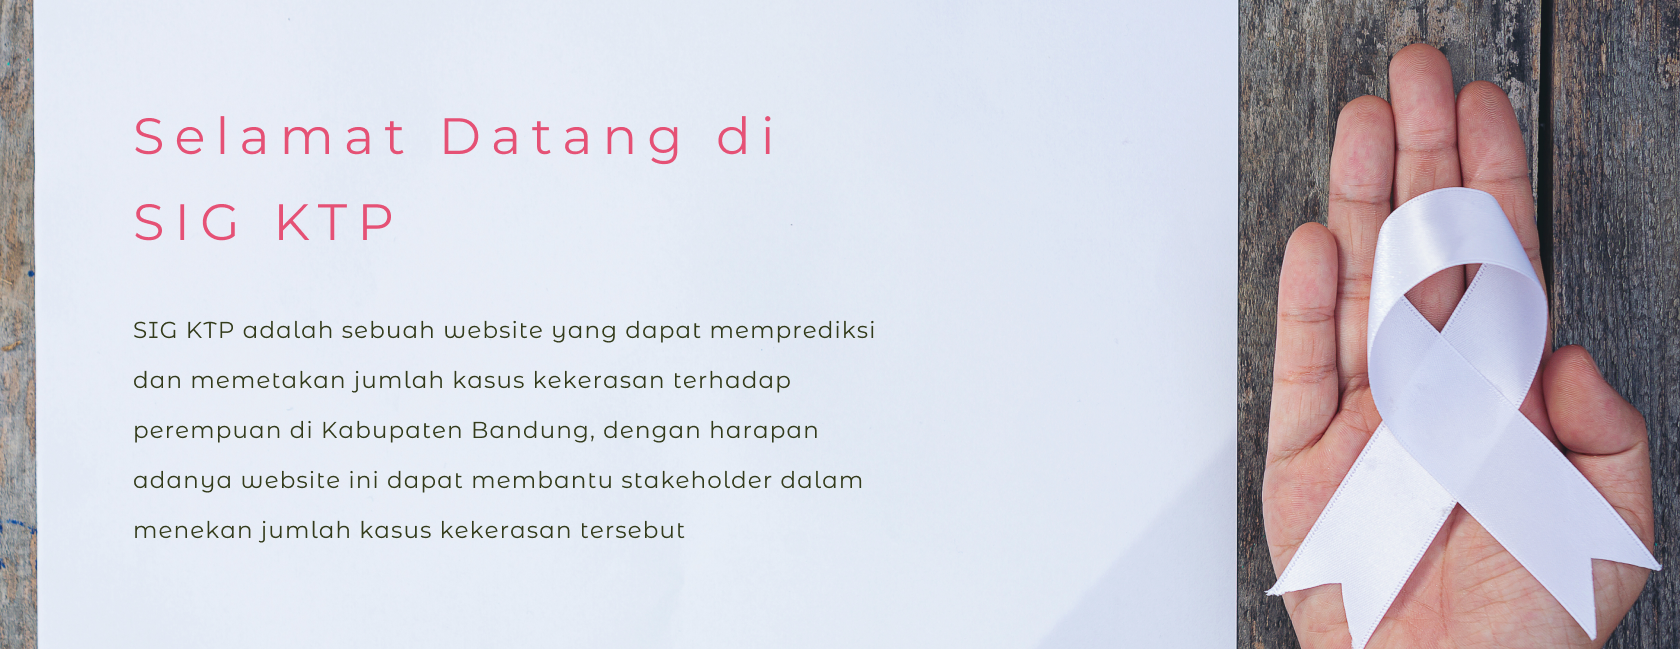 Selamat Datang di
SIG KTP
SIG KTP adalah sebuah website yang dapat memprediksi
dan memetakan jumlah kasus kekerasan terhadap
perempuan di Kabupaten Bandung, dengan harapan
adanya website ini dapat membantu stakeholder dalam
menekan jumlah kasus kekerasan tersebut